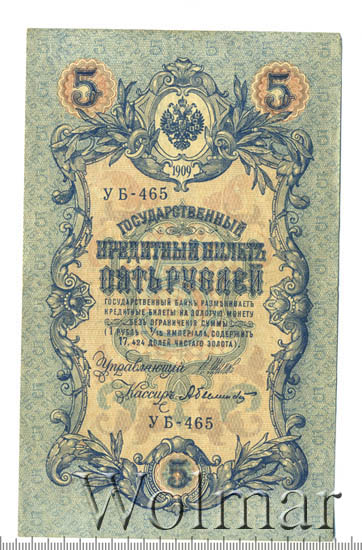 5 5
1909
УБ-465
ГОСУДАРСТВЕННЫЙ
КРЕДИТНЫЙ БИЛЕТЪ
ПЯТЬ РУБЛЕЙ
ГОСУДАРСТВЕННЫЙ БАНКЪ РАЗМѢНИВАЕТЪ
КРЕДИТНЫЕ БИЛЕТЫ НА ЗОЛОТУЮ МОНЕТУ
БЕЗЪ ОГРАНИЧЕНІЯ СУММЫ
(1 РУБЛЬ = 1/15 ИМПЕРІАЛА, СОДЕРЖИТЪ
17,424 ДОЛЕЙ ЧИСТАГО ЗОЛОТА)
Управляющій
Кассиръ
УБ-465
5
Wolmar